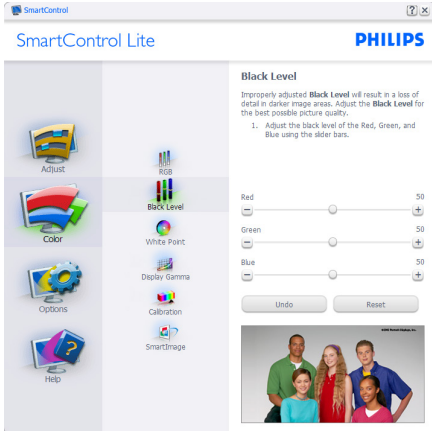 SmartControl
SmartControl Lite
PHILIPS
Adjust
Color
Options
Help
RGB
Black Level
White Point
Display Gamma
Calibration
SmartImage
Black Level
Improperly adjusted Black Level will result in a loss of
detail in darker image areas. Adjust the Black Level for
the best possible picture quality.
1. Adjust the black level of the Red, Green, and
Blue using the slider bars.
Red 50
Green 50
Blue 50
Undo Reset